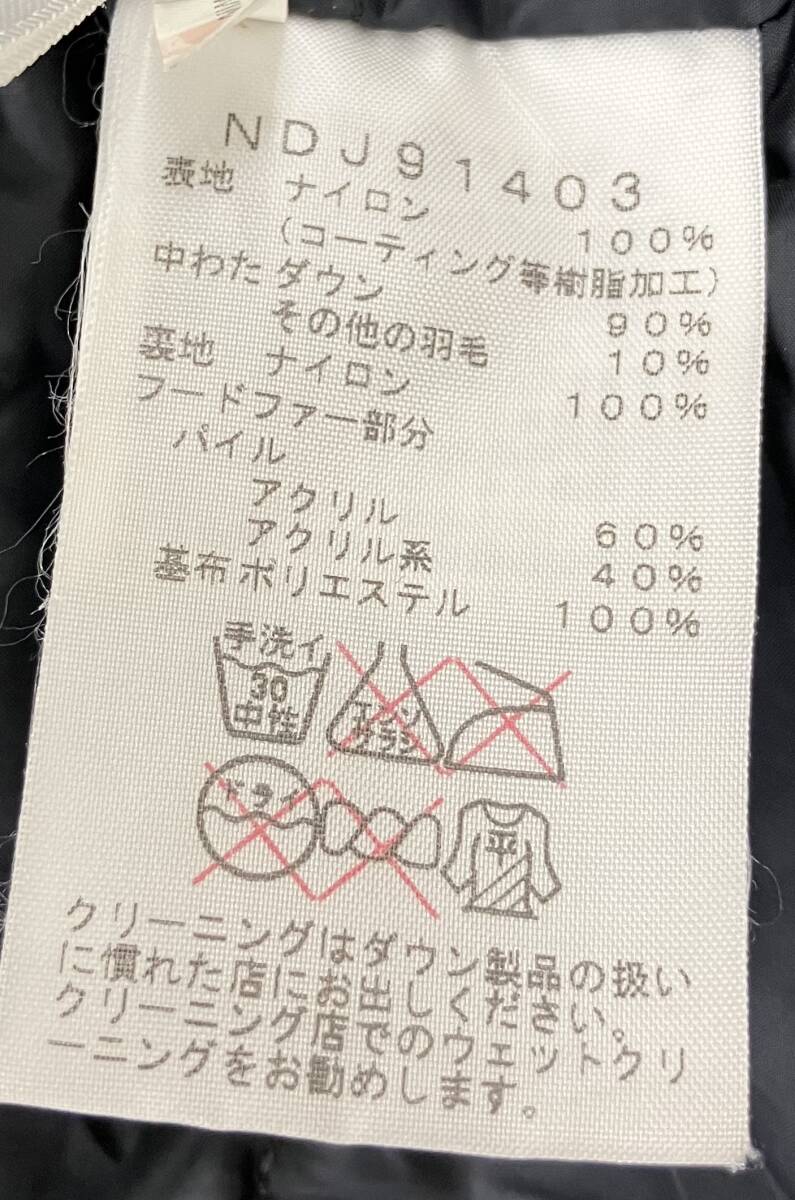 NDJ91403
表地 ナイロン 100%
(コーティング等樹脂加工)
中わた ダウン 90%
その他の羽毛 10%
裏地 ナイロン 100%
フードファー部分
パイル
アクリル 60%
アクリル系 40%
基布 ポリエステル 100%
手洗イ
30
中性
エンソ
サラシ
ドライ
平
クリーニングはダウン製品の扱い
に慣れた店にお出しください。
クリーニング店でのウェットクリ
ーニングをお勧めします。